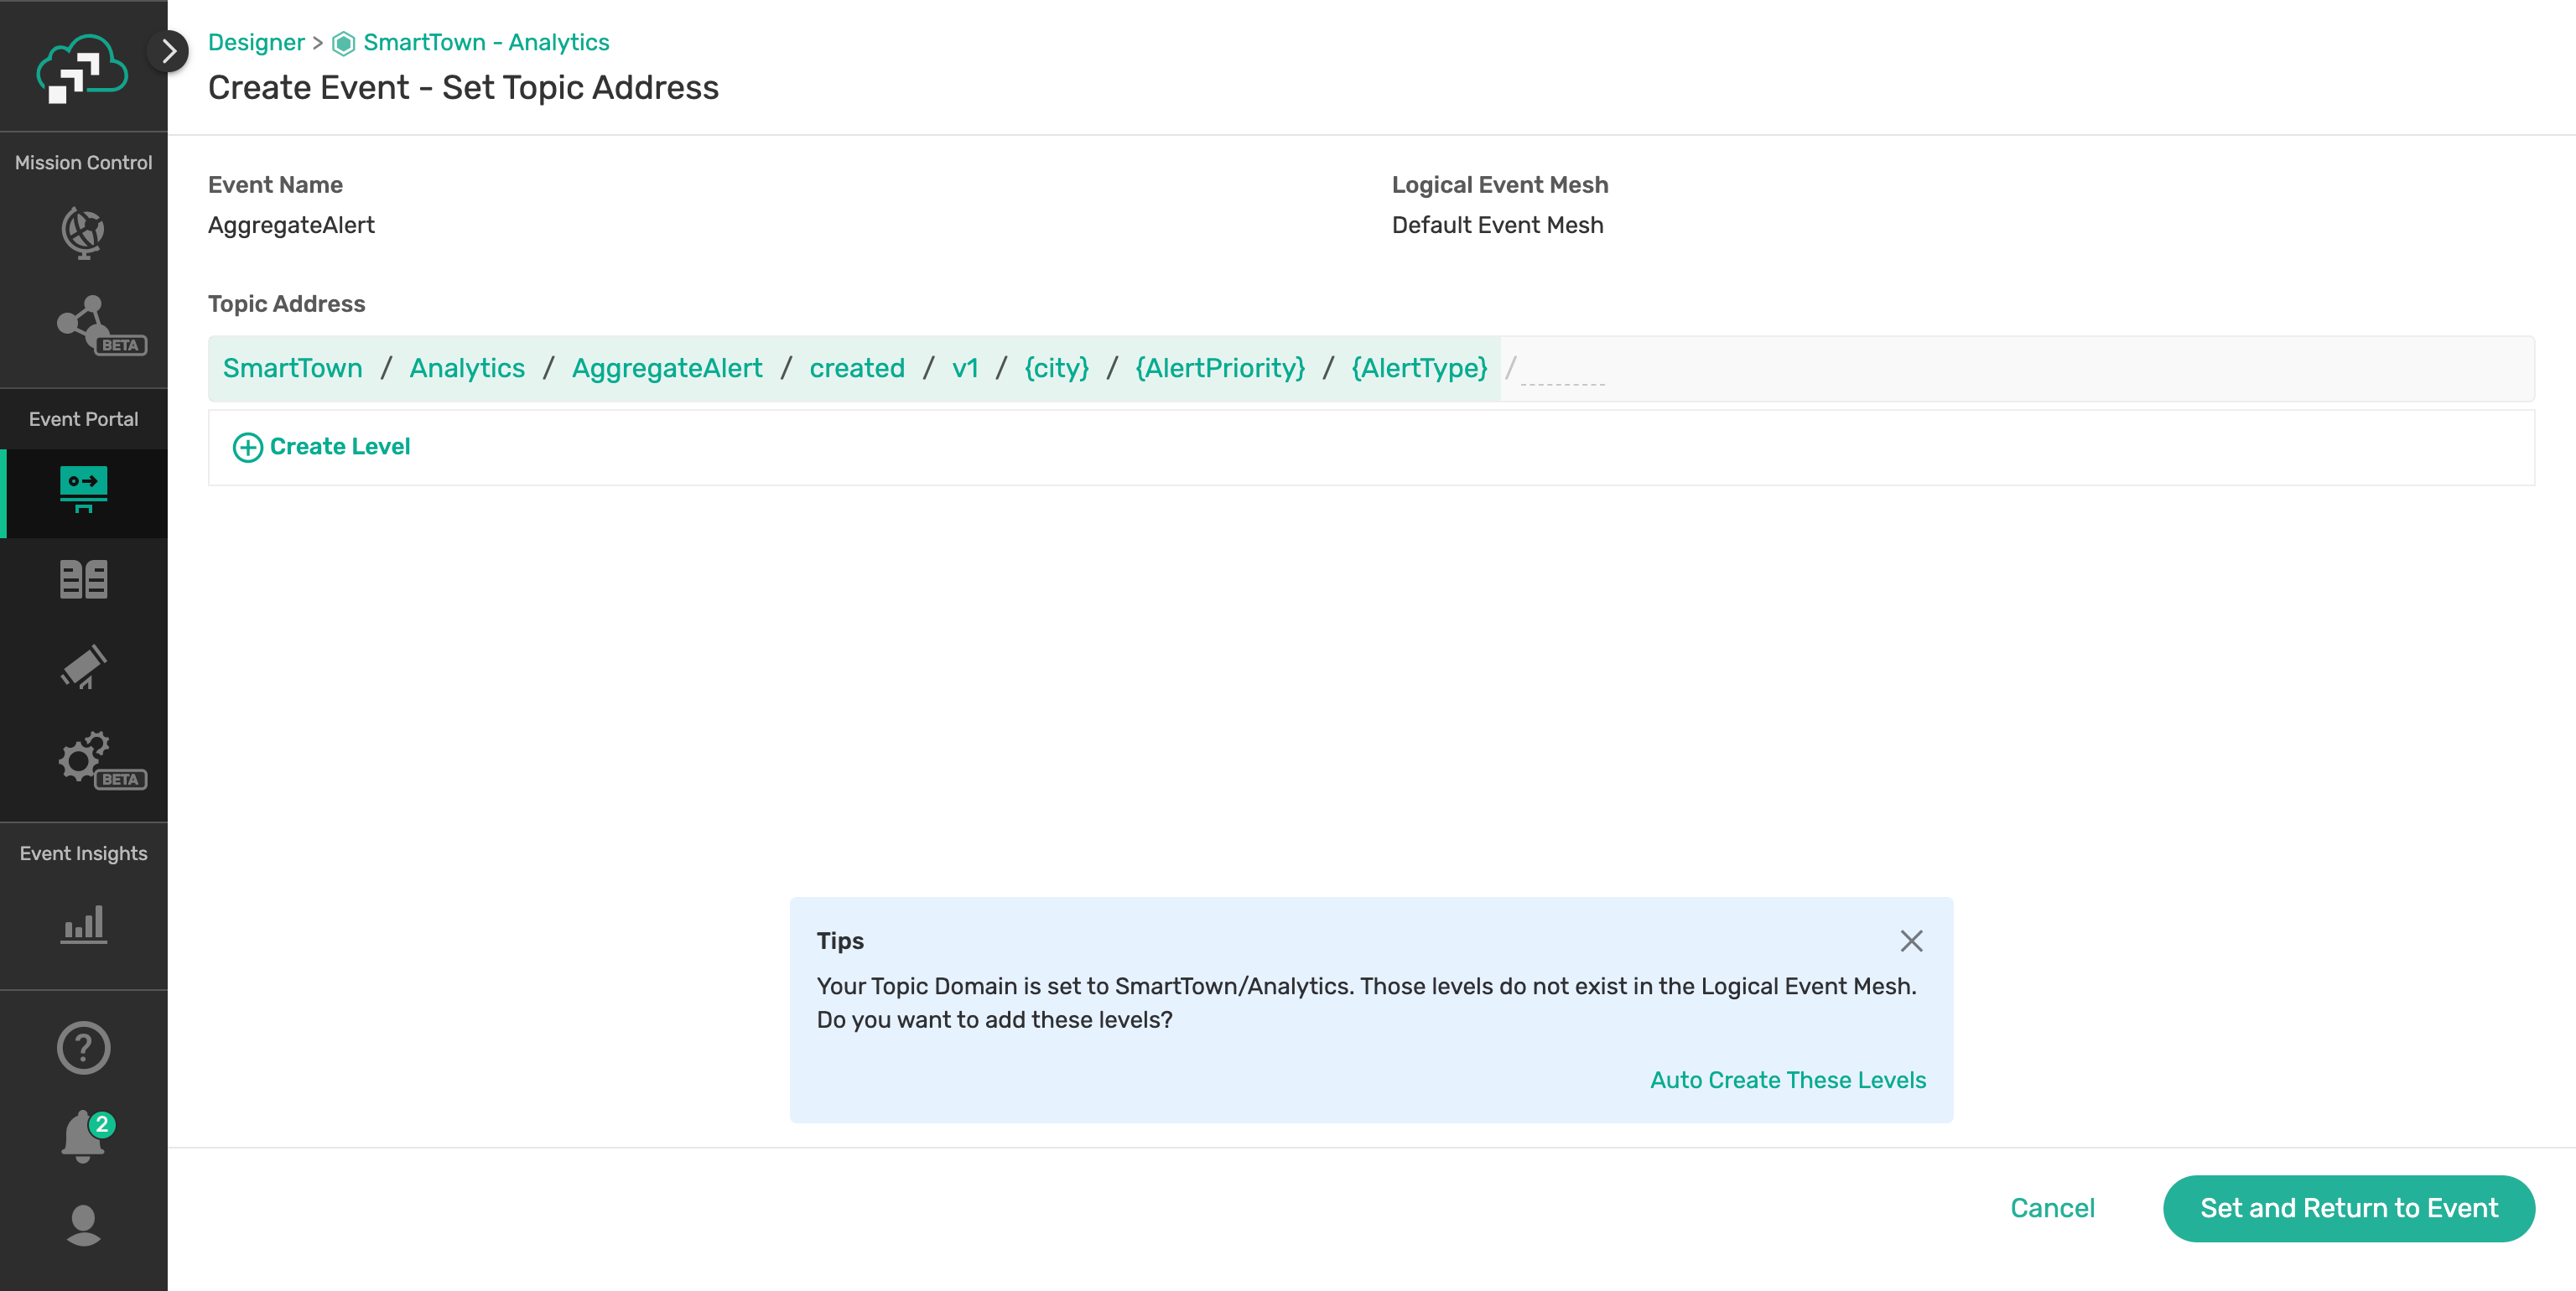 Designer > SmartTown - Analytics
Create Event - Set Topic Address
Mission Control
BETA
Event Portal
BETA
Event Insights
2
Event Name
AggregateAlert
Logical Event Mesh
Default Event Mesh
Topic Address
SmartTown / Analytics / AggregateAlert / created / v1 / {city} / {AlertPriority} / {AlertType} /
Create Level
Tips
Your Topic Domain is set to SmartTown/Analytics. Those levels do not exist in the Logical Event Mesh.
Do you want to add these levels?
Auto Create These Levels
Cancel
Set and Return to Event